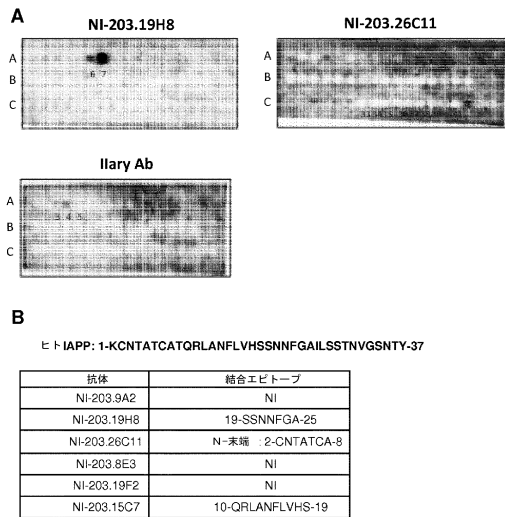 A
NI-203.19H8
NI-203.26C11
A
B
C
6 7
A
B
C
IIary Ab
A
B
C
3 4 5
B
ヒトIAPP: 1-KCNTATCATQRLANFLVHSSNNFGAILSSTNVGSNTY-37
抗体 結合エピトープ
NI-203.9A2 NI
NI-203.19H8 19-SSNNFGA-25
NI-203.26C11 N-末端 :2-CNTATCA-8
NI-203.8E3 NI
NI-203.19F2 NI
NI-203.15C7 10-QRLANFLVHS-19